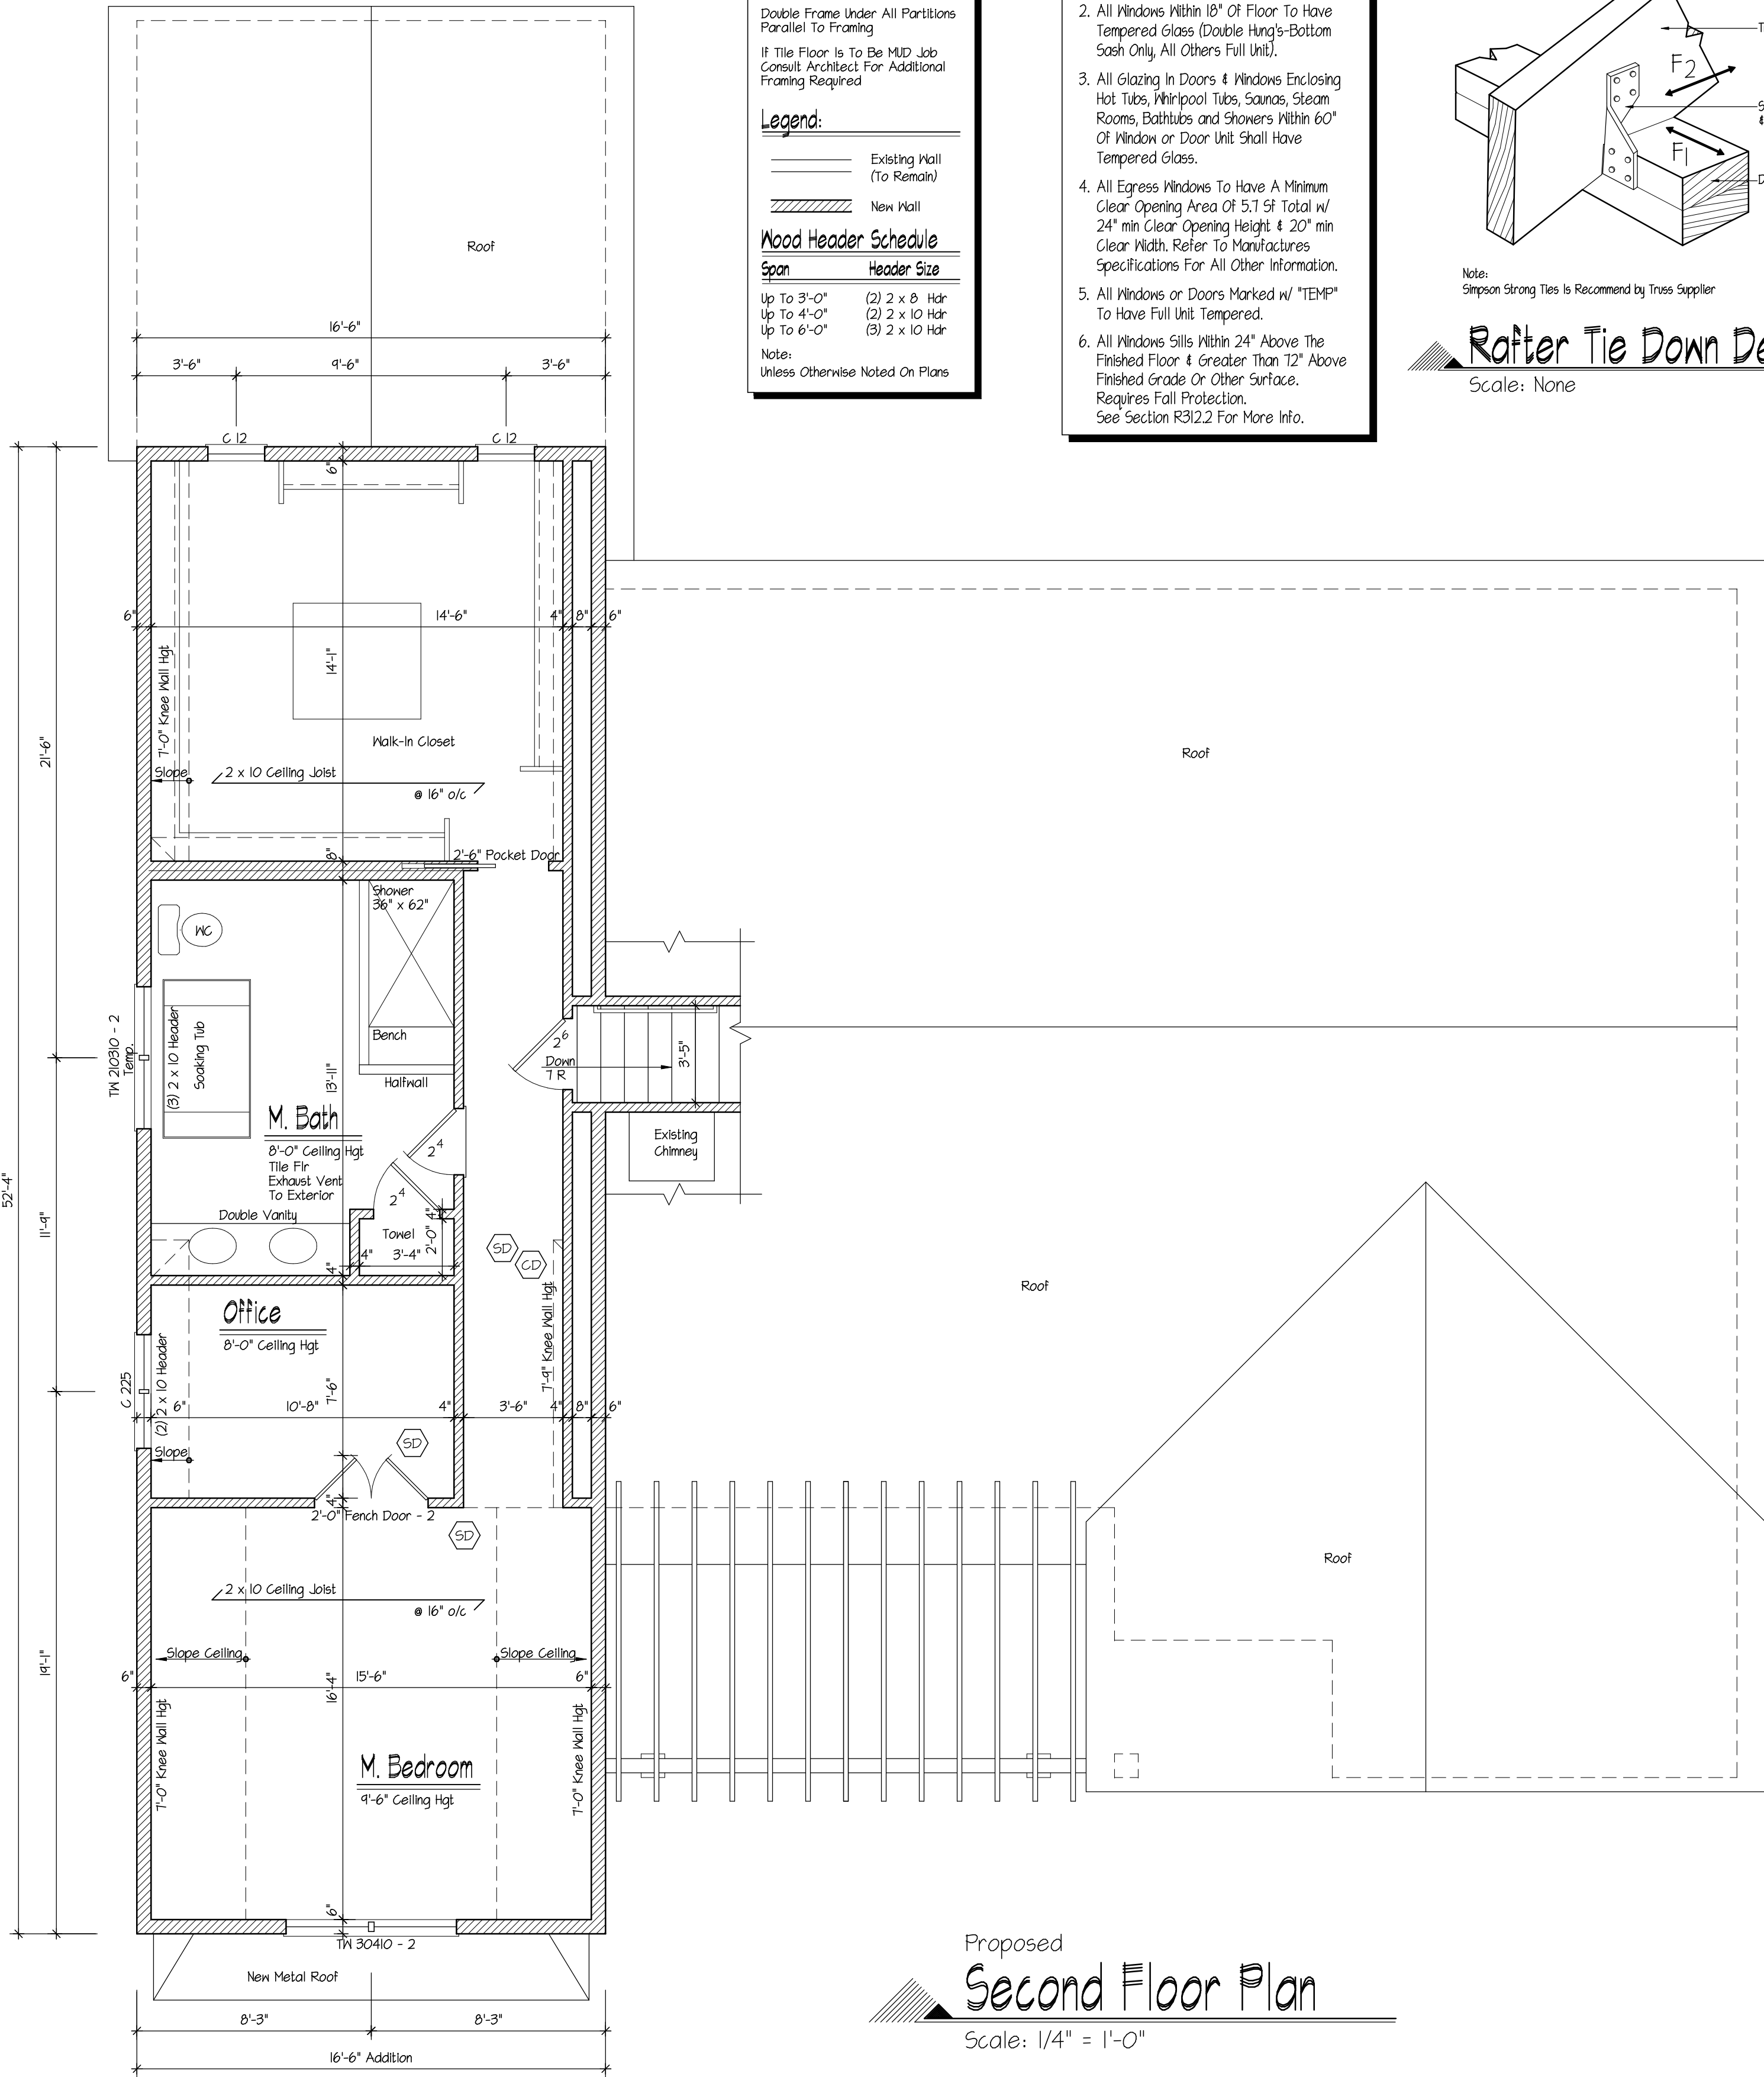 Double Frame Under All Partitions
Parallel To Framing
If Tile Floor Is To Be MUD Job
Consult Architect For Additional
Framing Required
Legend:
Existing Wall
(To Remain)
New Wall
Wood Header Schedule
Span Header Size
Up To 3'-0" (2) 2 x 8 Hdr
Up To 4'-0" (2) 2 x 10 Hdr
Up To 6'-0" (3) 2 x 10 Hdr
Note:
Unless Otherwise Noted On Plans
2. All Windows Within 18" Of Floor To Have
Tempered Glass (Double Hung's-Bottom
Sash Only, All Others Full Unit).
3. All Glazing In Doors & Windows Enclosing
Hot Tubs, Whirlpool Tubs, Saunas, Steam
Rooms, Bathtubs and Showers Within 60"
Of Window or Door Unit Shall Have
Tempered Glass.
4. All Egress Windows To Have A Minimum
Clear Opening Area Of 5.7 Sf Total w/
24" min Clear Opening Height & 20" min
Clear Width. Refer To Manufactures
Specifications For All Other Information.
5. All Windows or Doors Marked w/ "TEMP"
To Have Full Unit Tempered.
6. All Windows Sills Within 24" Above The
Finished Floor & Greater Than 72" Above
Finished Grade Or Other Surface.
Requires Fall Protection.
See Section R312.2 For More Info.
F2
F1
Note:
Simpson Strong Ties Is Recommend by Truss Supplier
Rafter Tie Down De
Scale: None
Roof
16'-6"
3'-6" 9'-6" 3'-6"
C 12 C 12
6"
6" 14'-6" 4" 8" 6"
14'-1"
7'-0" Knee Wall Hgt
21'-6"
Walk-In Closet
Roof
Slope
2 x 10 Ceiling Joist
@ 16" o/c
8"
2'-6" Pocket Door
Shower
36" x 62"
WC
TW 210310 - 2
Temp.
(3) 2 x 10 Header
Soaking Tub
Bench
Halfwall
13'-11"
2 6
Down
7 R
3'-5"
M. Bath
8'-0" Ceiling Hgt
Tile Flr
Exhaust Vent
To Exterior
2 4
2 4
Existing
Chimney
52'-4"
11'-9"
Double Vanity
Towel
4"
2'-0"
4" 3'-4"
4"
SD
CD
Office
8'-0" Ceiling Hgt
Roof
7'-9" Knee Wall Hgt
C 225
(2) 2 x 10 Header
7'-6"
6" 10'-8" 4" 3'-6" 4" 8" 6"
SD
Slope
4"
2'-0" Fench Door - 2
SD
Roof
2 x 10 Ceiling Joist
@ 16" o/c
19'-1"
Slope Ceiling Slope Ceiling
6" 15'-6" 6"
16'-4"
7'-0" Knee Wall Hgt
7'-0" Knee Wall Hgt
M. Bedroom
9'-6" Ceiling Hgt
6"
TW 30410 - 2
New Metal Roof
8'-3" 8'-3"
16'-6" Addition
Proposed
Second Floor Plan
Scale: 1/4" = 1'-0"